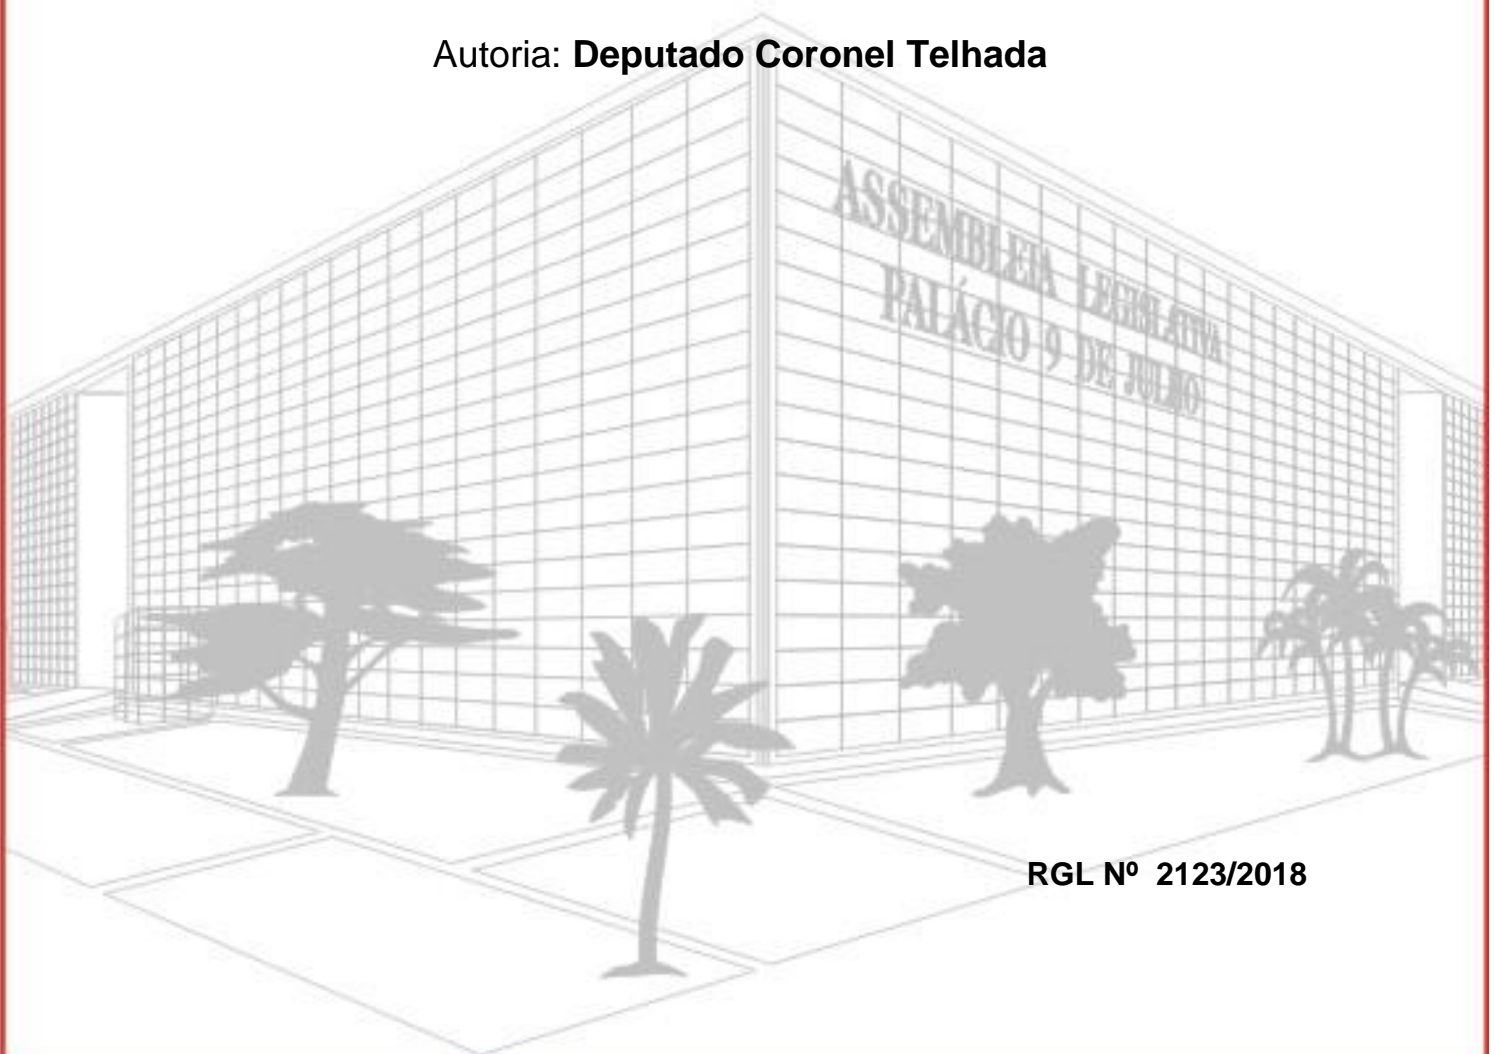 Autoria: Deputado Coronel Telhada
ASSEMBLEIA LEGISLATIVA
PALÁCIO 9 DE JULHO
RGL Nº 2123/2018